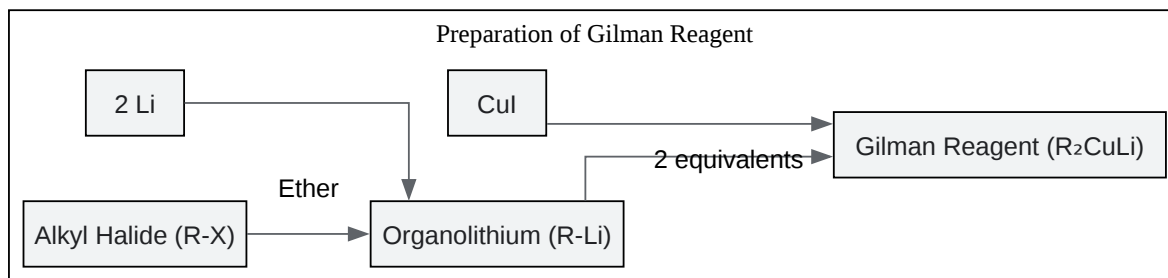 Preparation of Gilman Reagent
2 Li
CuI
Gilman Reagent (R₂CuLi)
2 equivalents
Ether
Alkyl Halide (R-X)
Organolithium (R-Li)